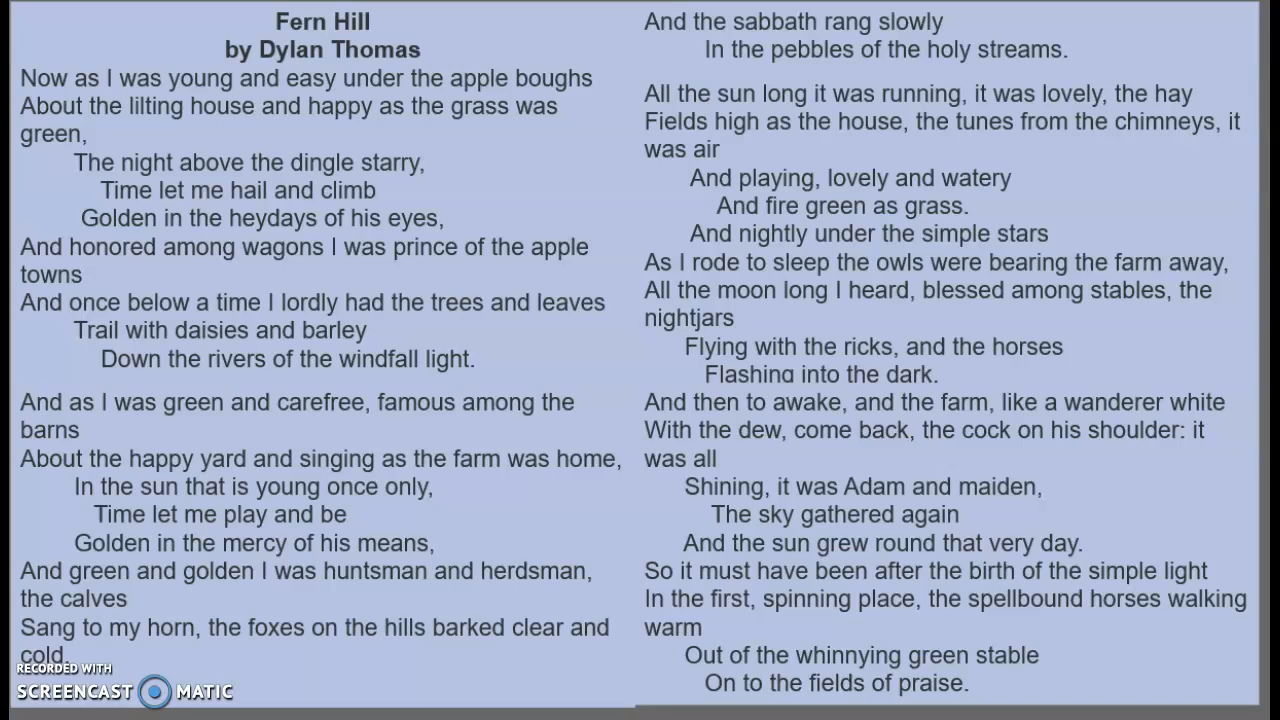 Fern Hill
by Dylan Thomas
Now as I was young and easy under the apple boughs
About the lilting house and happy as the grass was
green,
The night above the dingle starry,
Time let me hail and climb
Golden in the heydays of his eyes,
And honored among wagons I was prince of the apple
towns
And once below a time I lordly had the trees and leaves
Trail with daisies and barley
Down the rivers of the windfall light.
And as I was green and carefree, famous among the
barns
About the happy yard and singing as the farm was home,
In the sun that is young once only,
Time let me play and be
Golden in the mercy of his means,
And green and golden I was huntsman and herdsman,
the calves
Sang to my horn, the foxes on the hills barked clear and
cold
RECORDED WITH
SCREENCAST MATIC
And the sabbath rang slowly
In the pebbles of the holy streams.
All the sun long it was running, it was lovely, the hay
Fields high as the house, the tunes from the chimneys, it
was air
And playing, lovely and watery
And fire green as grass.
And nightly under the simple stars
As I rode to sleep the owls were bearing the farm away,
All the moon long I heard, blessed among stables, the
nightjars
Flying with the ricks, and the horses
Flashing into the dark.
And then to awake, and the farm, like a wanderer white
With the dew, come back, the cock on his shoulder: it
was all
Shining, it was Adam and maiden,
The sky gathered again
And the sun grew round that very day.
So it must have been after the birth of the simple light
In the first, spinning place, the spellbound horses walking
warm
Out of the whinnying green stable
On to the fields of praise.